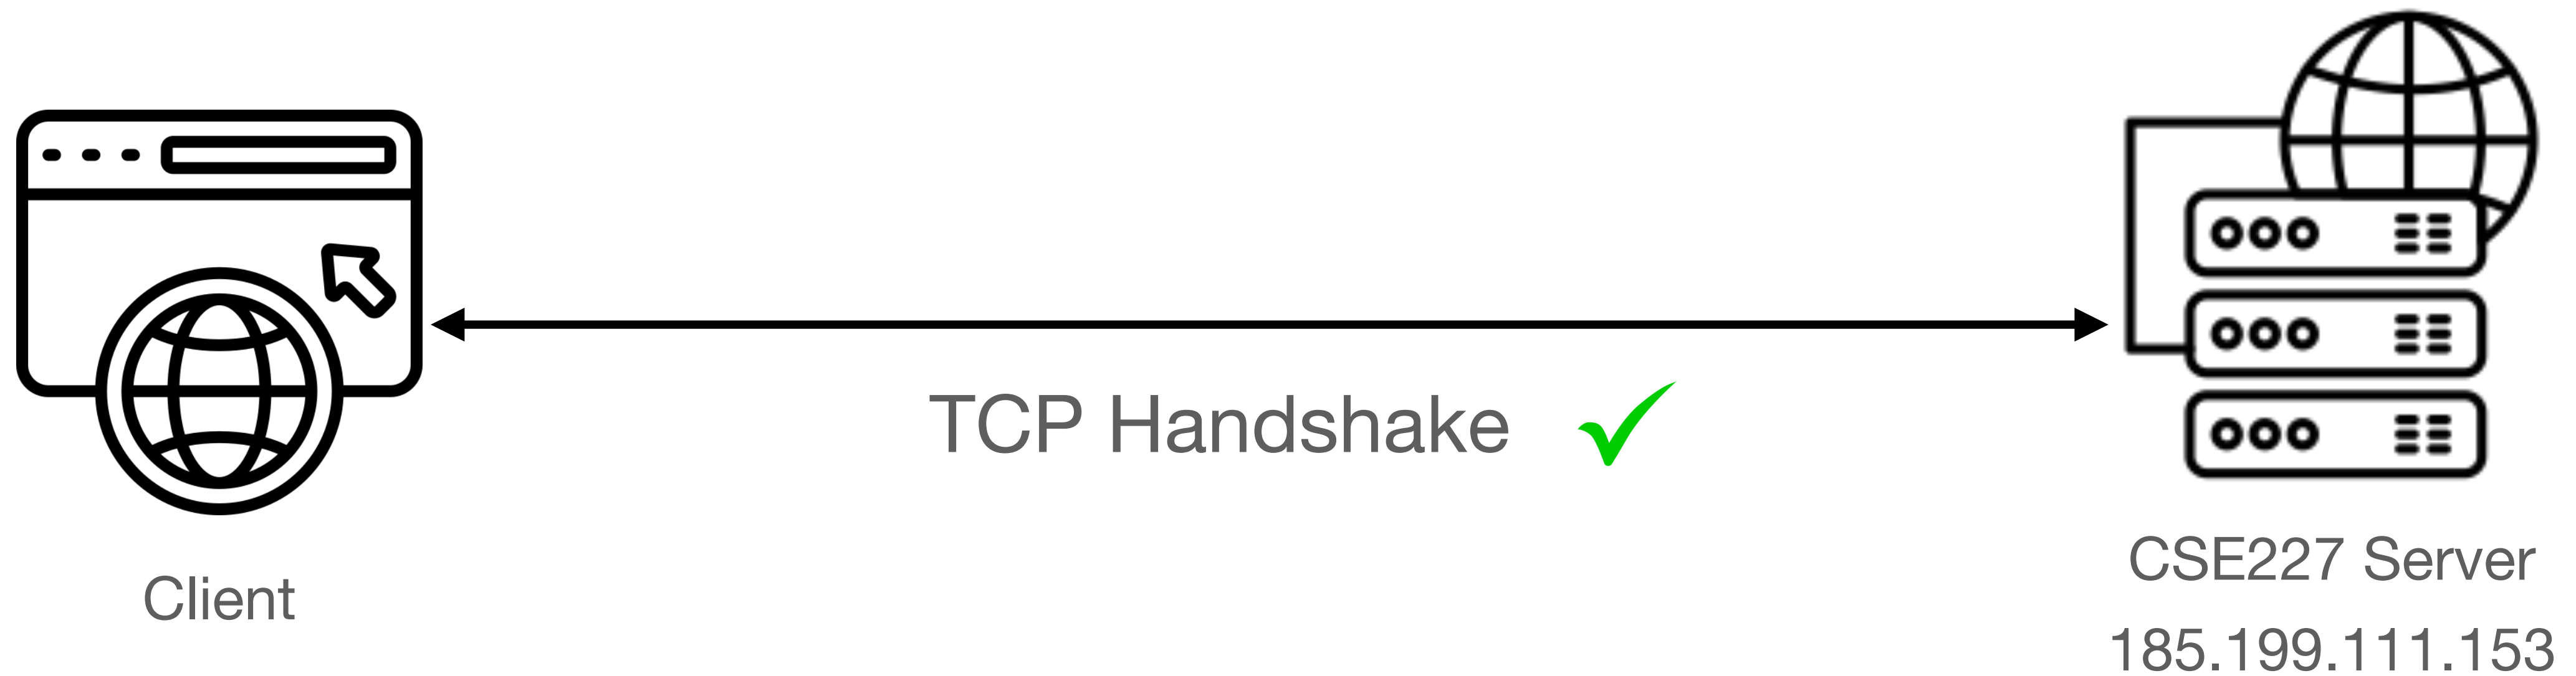 TCP Handshake
Client
CSE227 Server
185.199.111.153